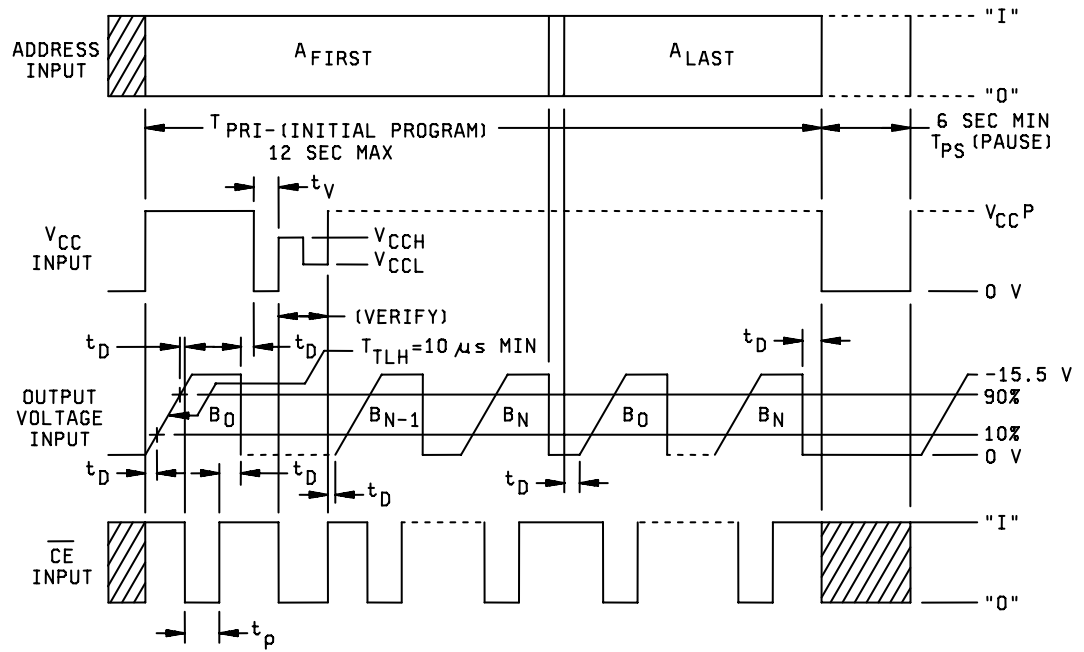 ADDRESS
INPUT
A FIRST
A LAST
"I"
"O"
T PRI-(INITIAL PROGRAM)
12 SEC MAX
6 SEC MIN
T PS (PAUSE)
V CC
INPUT
t V
V CCH
V CCL
V CC P
0 V
(VERIFY)
t D
t D
T TLH =10 µs MIN
t D
OUTPUT
VOLTAGE
INPUT
B 0
B N-1
B N
B 0
B N
-15.5 V
90%
10%
0 V
t D
t D
t D
t D
CE
INPUT
"I"
"O"
t p